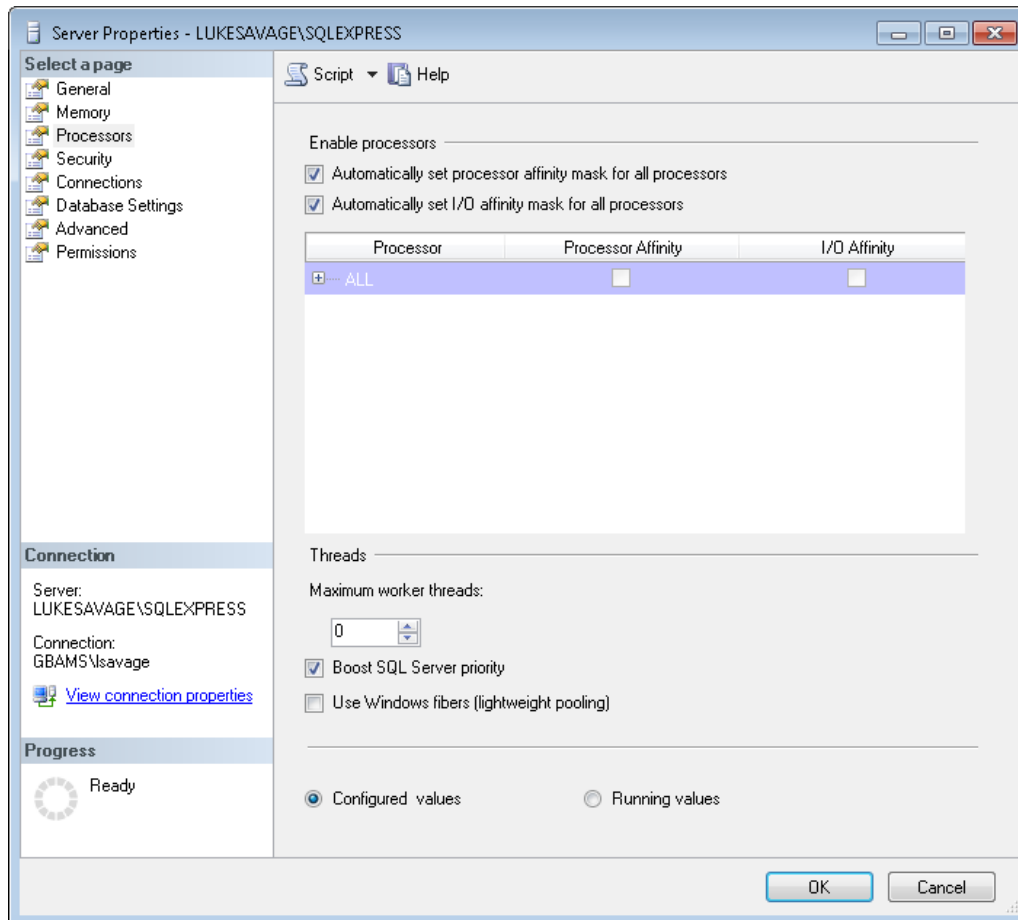 Server Properties - LUKESAVAGE\SQLEXPRESS
Select a page
General
Memory
Processors
Security
Connections
Database Settings
Advanced
Permissions
Script
Help
Enable processors
Automatically set processor affinity mask for all processors
Automatically set I/O affinity mask for all processors
Processor Processor Affinity I/O Affinity
ALL
Connection
Server:
LUKESAVAGE\SQLEXPRESS
Connection:
GBAMS\lsavage
View connection properties
Progress
Ready
Threads
Maximum worker threads:
0
Boost SQL Server priority
Use Windows fibers (lightweight pooling)
Configured values
Running values
OK
Cancel